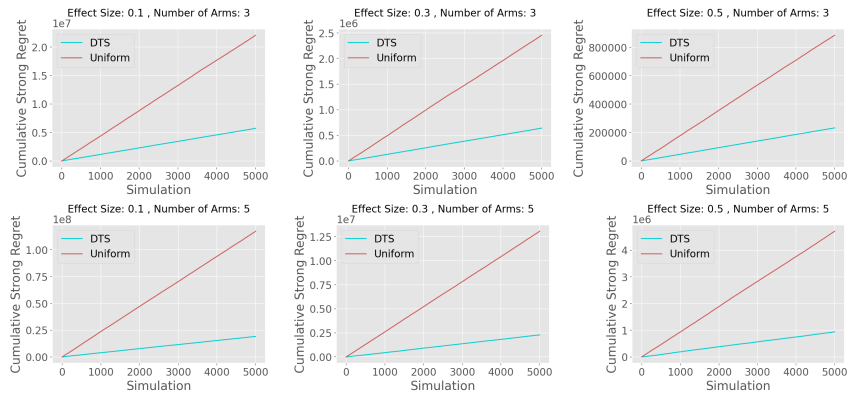 Effect Size: 0.1 , Number of Arms: 3
1e7
Cumulative Strong Regret
2.0
1.5
1.0
0.5
0.0
DTS
Uniform
0 1000 2000 3000 4000 5000
Simulation
Effect Size: 0.3 , Number of Arms: 3
1e6
Cumulative Strong Regret
2.5
2.0
1.5
1.0
0.5
0.0
DTS
Uniform
0 1000 2000 3000 4000 5000
Simulation
Effect Size: 0.5 , Number of Arms: 3
Cumulative Strong Regret
800000
600000
400000
200000
0
DTS
Uniform
0 1000 2000 3000 4000 5000
Simulation
Effect Size: 0.1 , Number of Arms: 5
1e8
Cumulative Strong Regret
1.00
0.75
0.50
0.25
0.00
DTS
Uniform
0 1000 2000 3000 4000 5000
Simulation
Effect Size: 0.3 , Number of Arms: 5
1e7
Cumulative Strong Regret
1.25
1.00
0.75
0.50
0.25
0.00
DTS
Uniform
0 1000 2000 3000 4000 5000
Simulation
Effect Size: 0.5 , Number of Arms: 5
1e6
Cumulative Strong Regret
4
3
2
1
0
DTS
Uniform
0 1000 2000 3000 4000 5000
Simulation